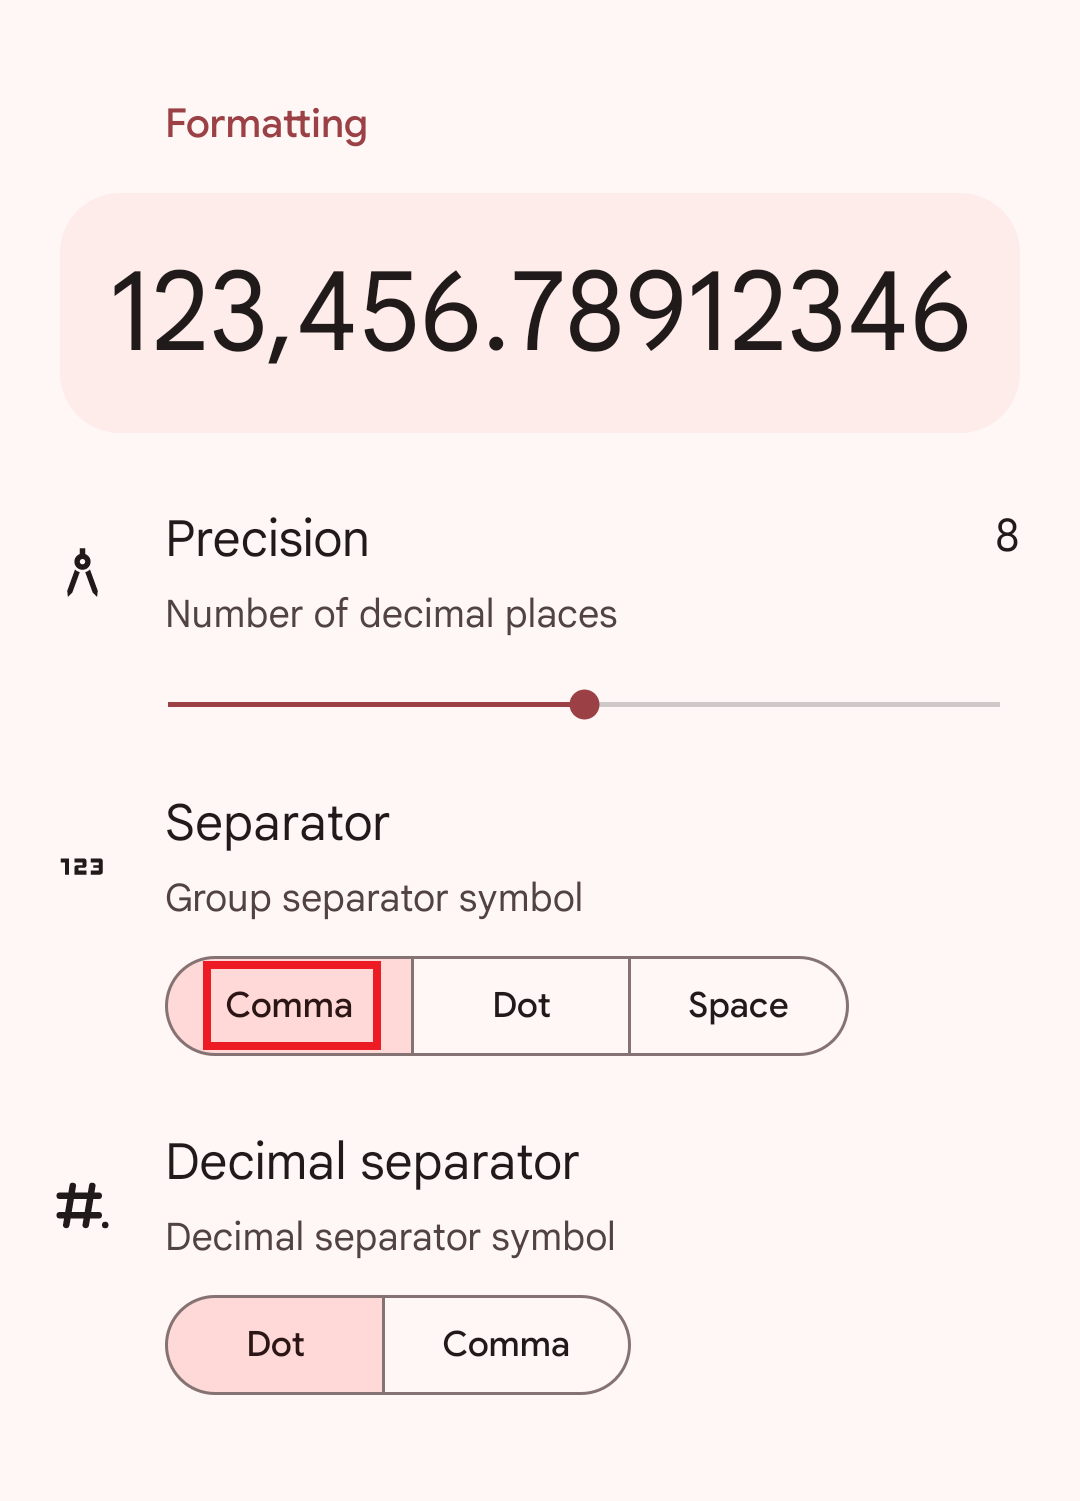 Formatting
123,456.78912346
Precision 8
Number of decimal places
Separator
123
Group separator symbol
Comma Dot Space
Decimal separator
#.
Decimal separator symbol
Dot Comma